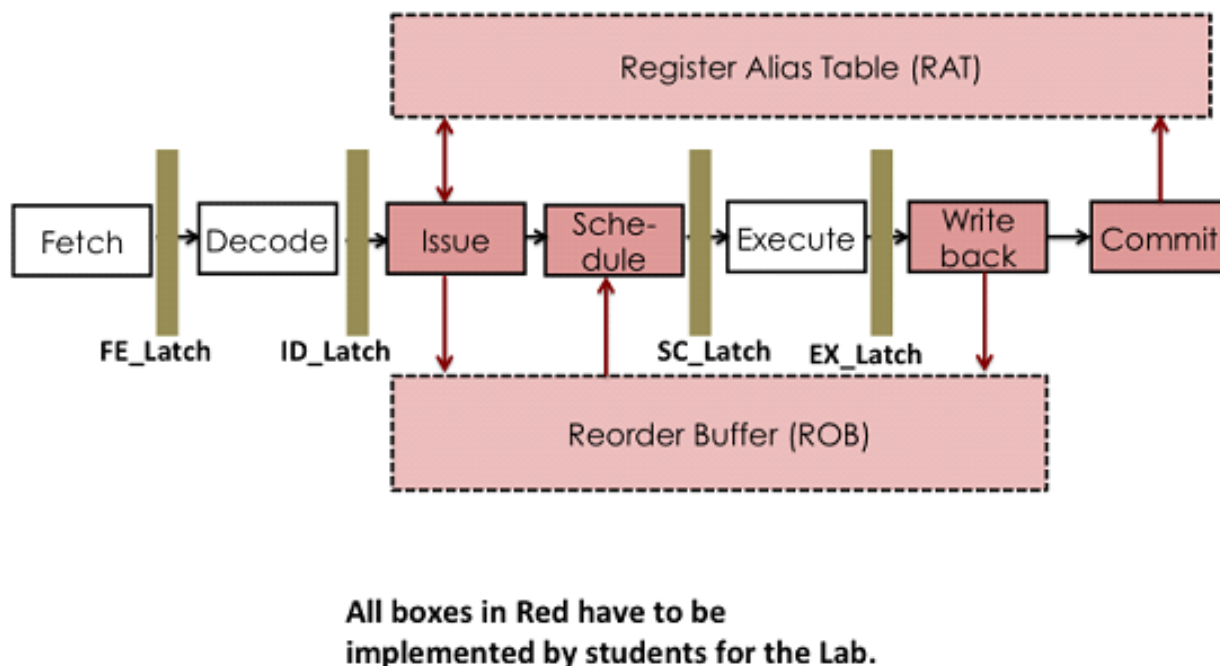 Register Alias Table (RAT)
Fetch
Decode
Issue
Sche-
dule
Execute
Write
back
Commit
FE_Latch
ID_Latch
SC_Latch
EX_Latch
Reorder Buffer (ROB)
All boxes in Red have to be
implemented by students for the Lab.